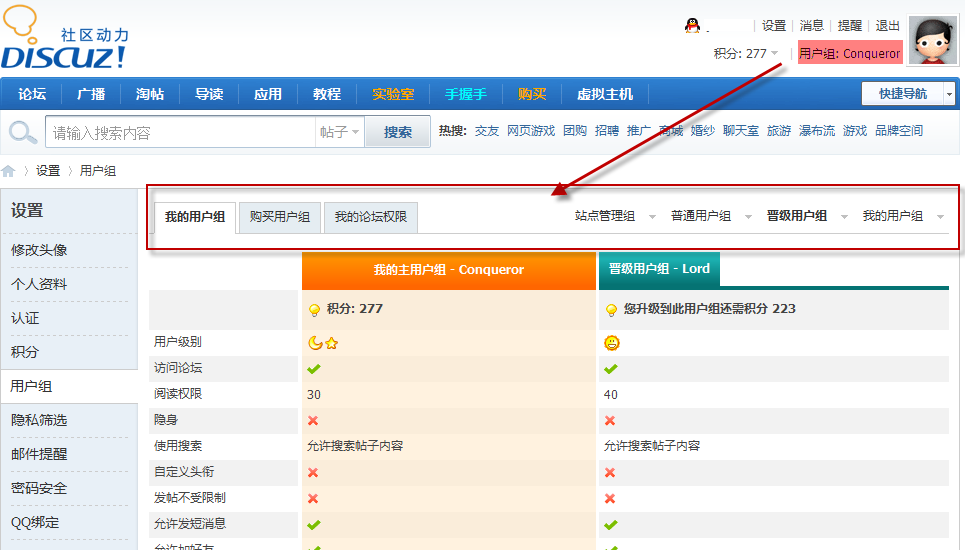 社区动力
DISCUZ!
设置 消息 提醒 退出
积分: 277 用户组: Conqueror
论坛 广播 淘帖 导读 应用 教程 实验室 手握手 购买 虚拟主机 快捷导航
请输入搜索内容 帖子 搜索 热搜: 交友 网页游戏 团购 招聘 推广 商城 婚纱 聊天室 旅游 瀑布流 游戏 品牌空间
设置 用户组
设置
修改头像
个人资料
认证
积分
用户组
隐私筛选
邮件提醒
密码安全
QQ绑定
我的用户组 购买用户组 我的论坛权限 站点管理组 普通用户组 晋级用户组 我的用户组
我的主用户组 - Conqueror 晋级用户组 - Lord
积分: 277 您升级到此用户组还需积分 223
用户级别
访问论坛
阅读权限 30 40
隐身
使用搜索 允许搜索帖子内容 允许搜索帖子内容
自定义头衔
发帖不受限制
允许发短消息
允许加好友